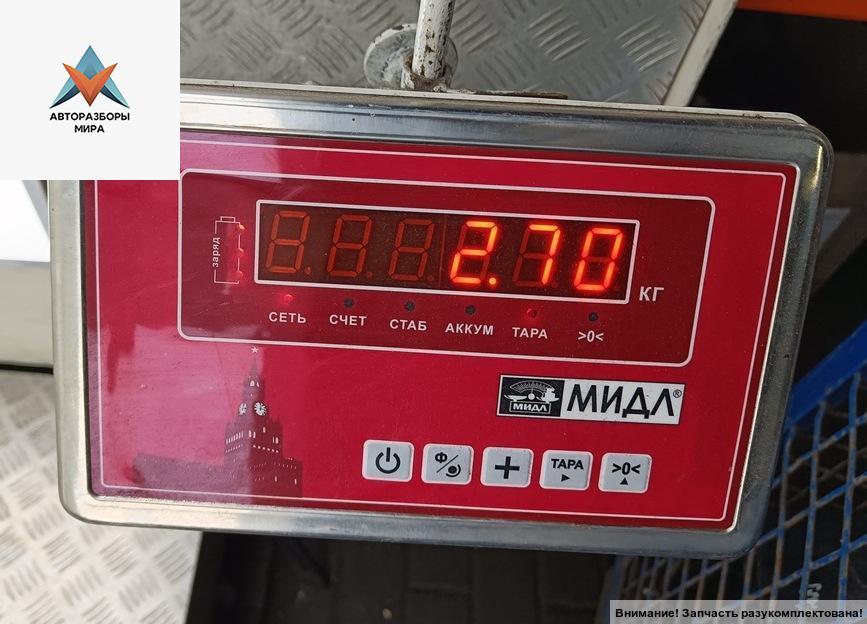 АВТОРАЗБОРЫ
МИРА
заряд
2.70
КГ
СЕТЬ СЧЕТ СТАБ АККУМ ТАРА >0<
МИДЛ МИДЛ®
Ф/ + ТАРА >0<
Внимание! Запчасть разукомплектована!